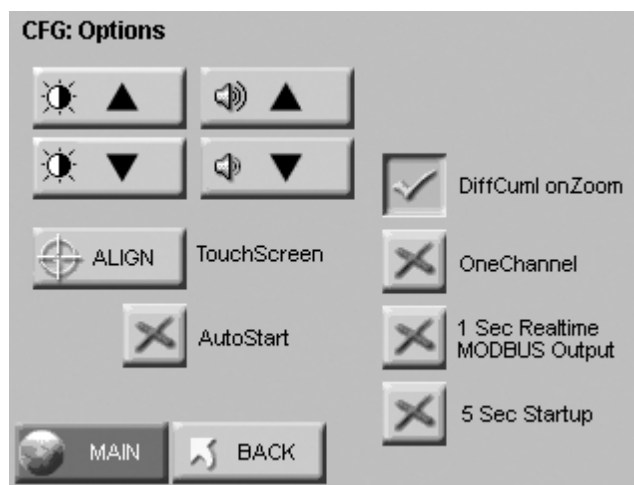 CFG: Options
DiffCuml onZoom
ALIGN
TouchScreen
OneChannel
AutoStart
1 Sec Realtime
MODBUS Output
5 Sec Startup
MAIN
BACK